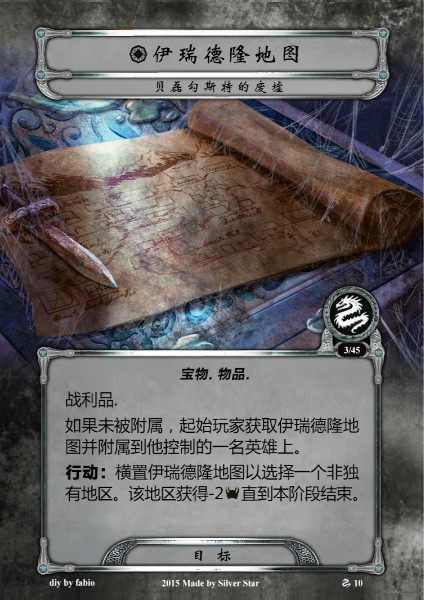 伊瑞德隆地图
贝磊勾斯特的废墟
3/45
宝物. 物品.
战利品.
如果未被附属，起始玩家获取伊瑞德隆地
图并附属到他控制的一名英雄上。
行动：横置伊瑞德隆地图以选择一个非独
有地区。该地区获得-2直到本阶段结束。
目标
diy by fabio 2015 Made by Silver Star 10